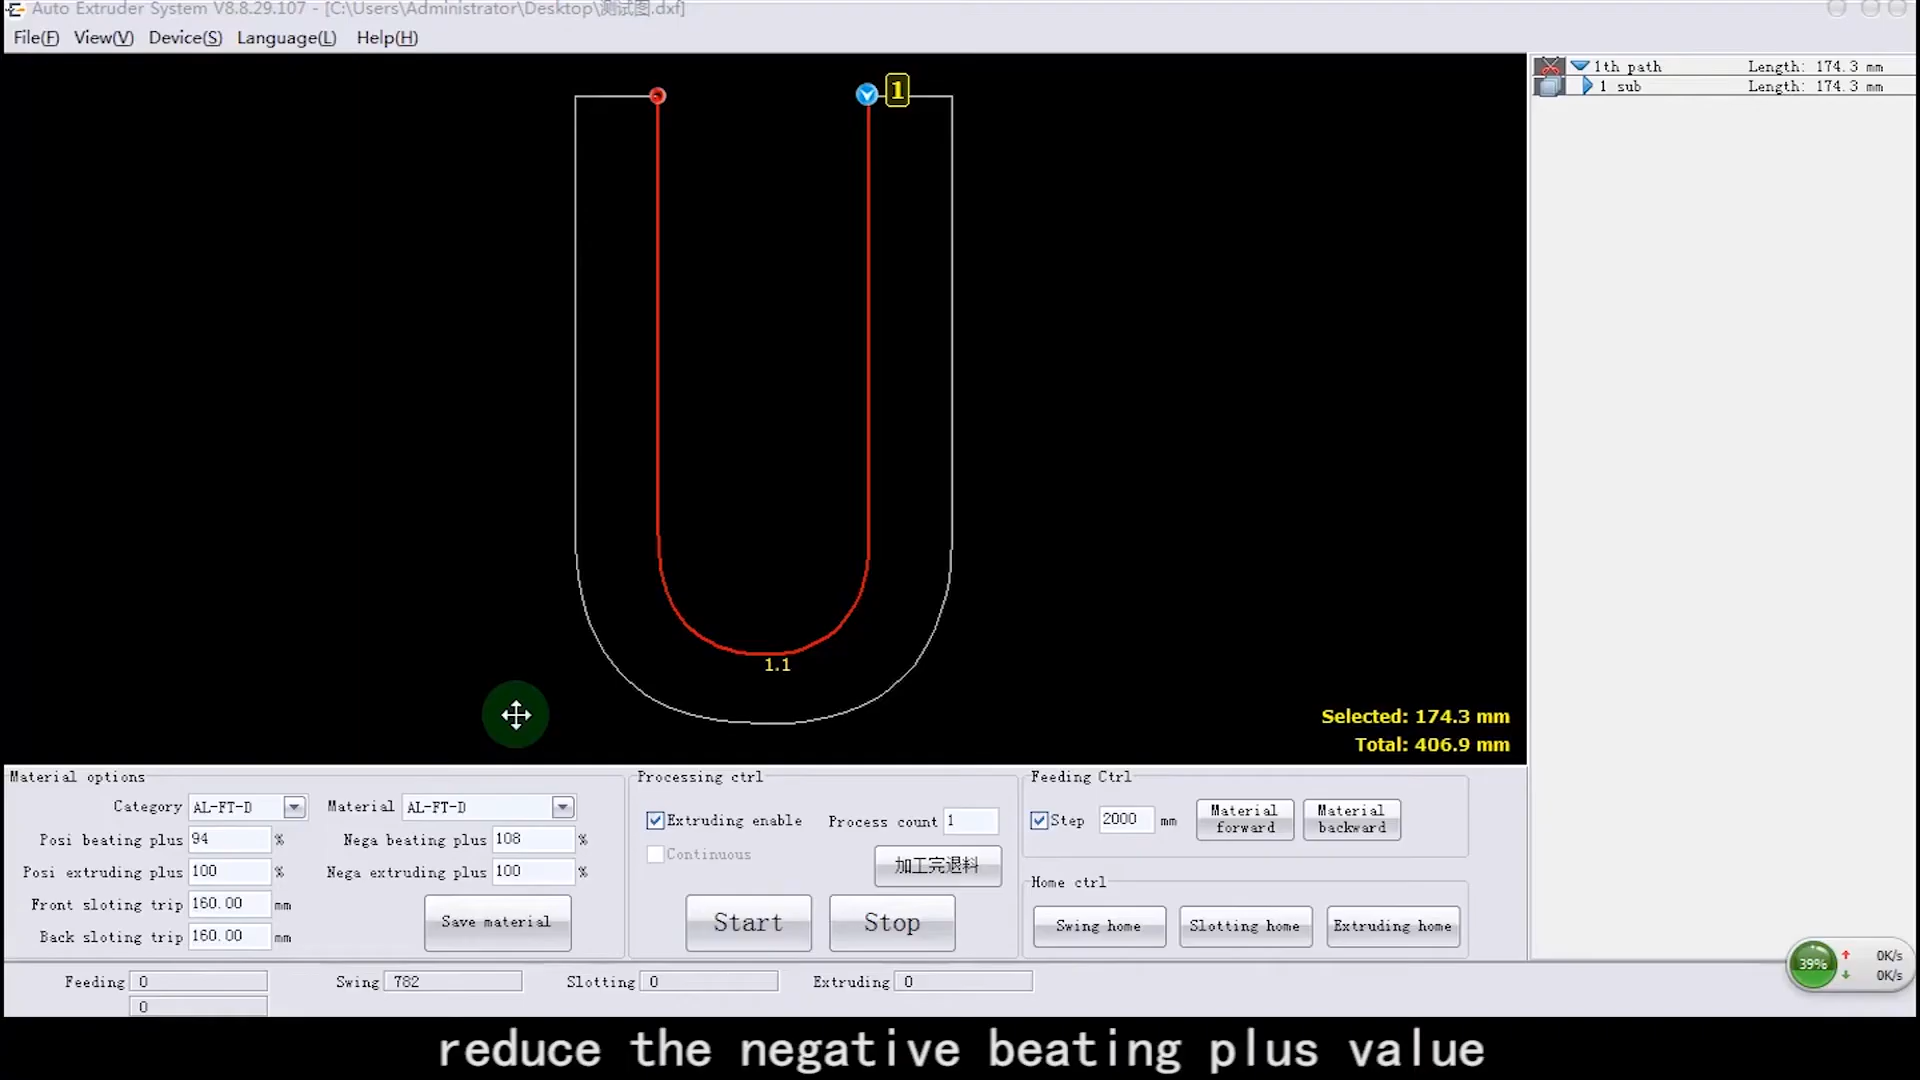 Auto Extruder System V8.8.29.107 - [C:\Users\Administrator\Desktop\测试图.dxf]
File(F) View(V) Device(S) Language(L) Help(H)
1th path Length: 174.3 mm
1 sub Length: 174.3 mm
1
1.1
Selected: 174.3 mm
Total: 406.9 mm
Material options
Category AL-FT-D Material AL-FT-D
Posi beating plus 94 % Nega beating plus 108 %
Posi extruding plus 100 % Nega extruding plus 100 %
Front sloting trip 160.00 mm
Back sloting trip 160.00 mm
Save material
Processing ctrl
Extruding enable Process count 1
Continuous
加工完退料
Start Stop
Feeding Ctrl
Step 2000 mm
Material forward
Material backward
Home ctrl
Swing home Slotting home Extruding home
Feeding 0 Swing 782 Slotting 0 Extruding 0
0
39%
0K/s
0K/s
reduce the negative beating plus value